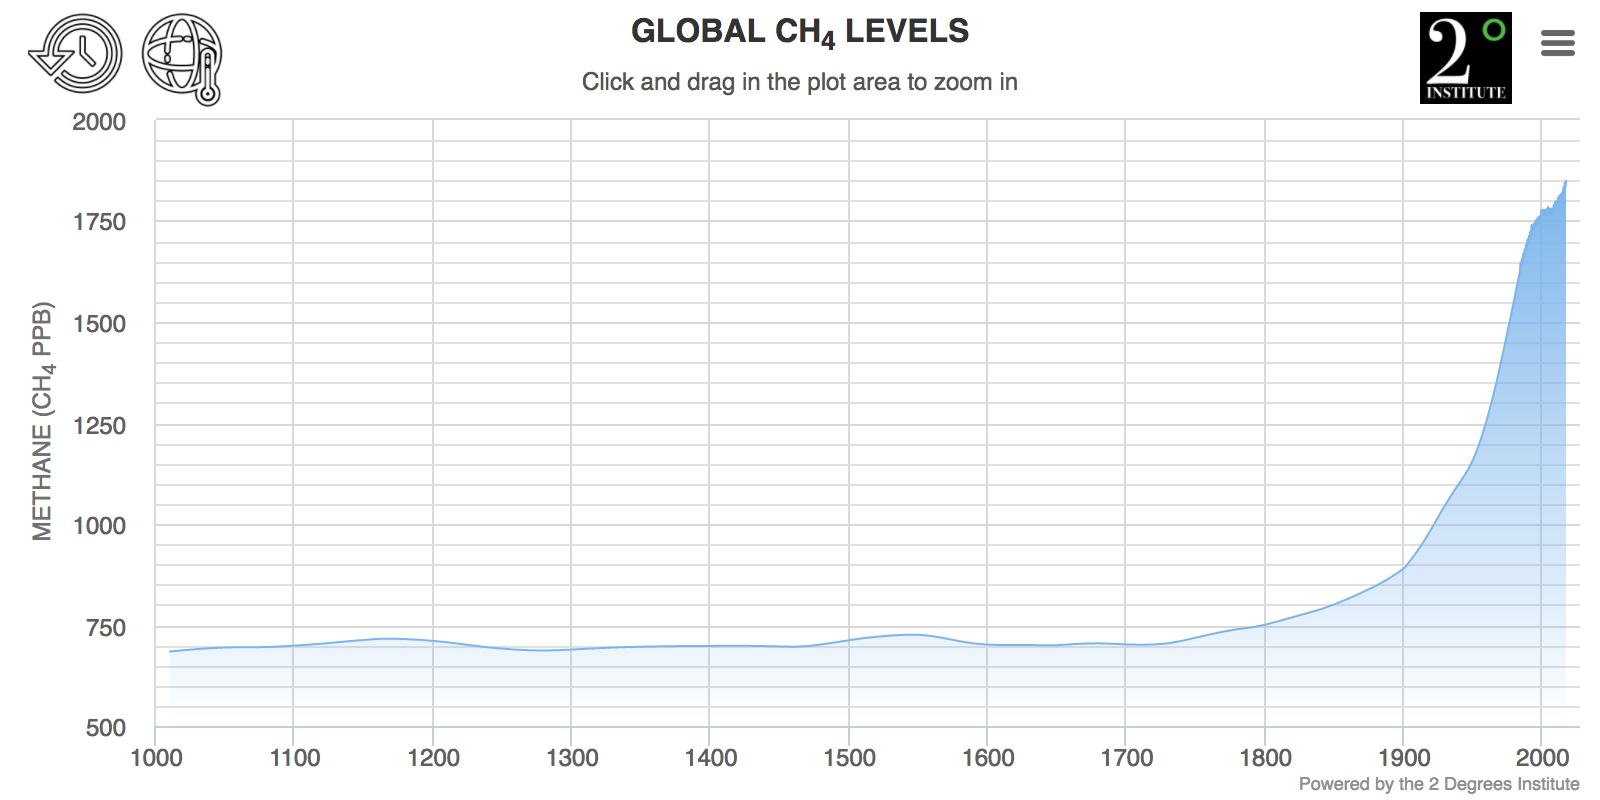 GLOBAL CH₄ LEVELS
Click and drag in the plot area to zoom in
2
INSTITUTE
METHANE (CH₄ PPB)
2000
1750
1500
1250
1000
750
500
1000 1100 1200 1300 1400 1500 1600 1700 1800 1900 2000
Powered by the 2 Degrees Institute